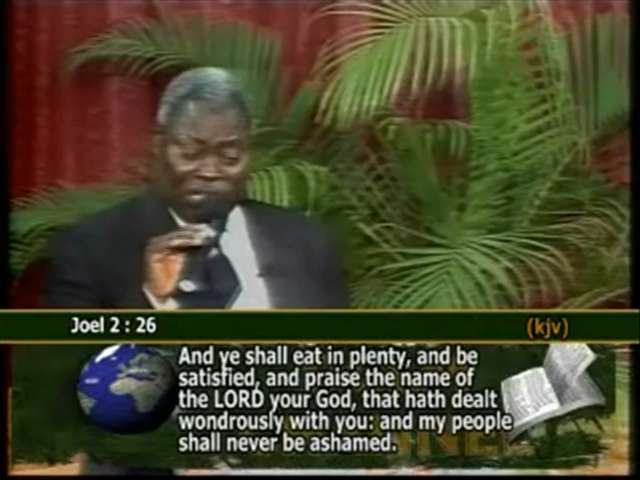 Joel 2 : 26
(kjv)
And ye shall eat in plenty, and be
satisfied, and praise the name of
the LORD your God, that hath dealt
wondrously with you: and my people
shall never be ashamed.